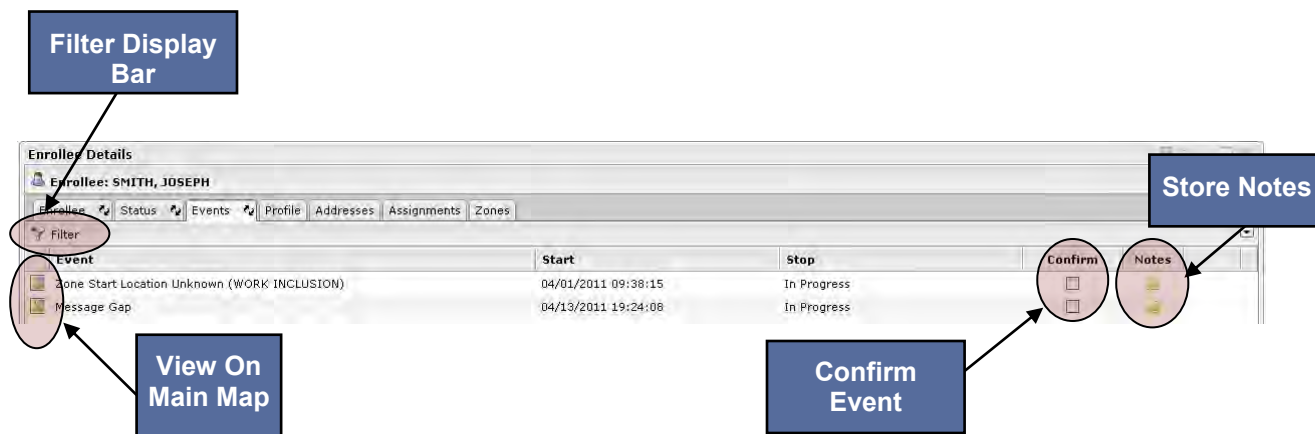 Filter Display
Bar
Enrollee Details
Enrollee: SMITH, JOSEPH
Store Notes
Enrollee Status Events Profile Addresses Assignments Zones
Filter
Event Start Stop Confirm Notes
Zone Start Location Unknown (WORK INCLUSION) 04/01/2011 09:38:15 In Progress
Message Gap 04/13/2011 19:24:08 In Progress
View On
Main Map
Confirm
Event